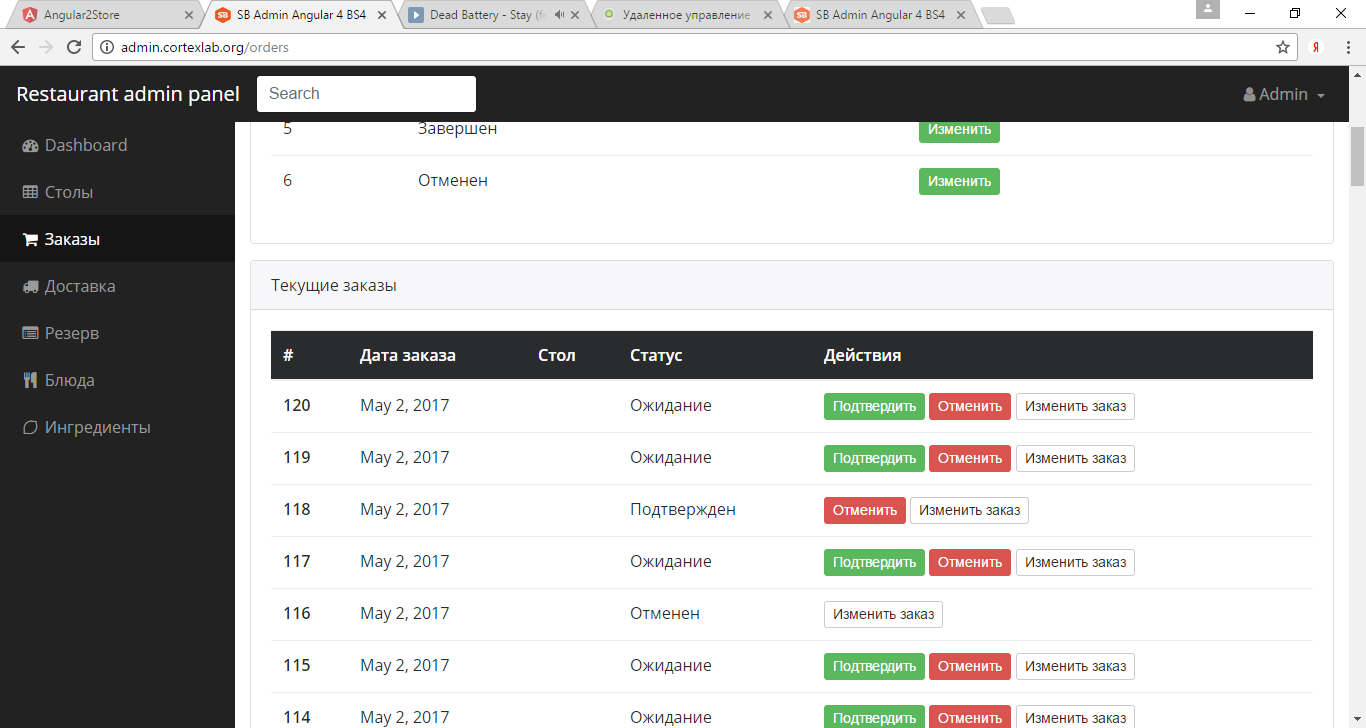 Angular2Store
SB Admin Angular 4 BS4
Dead Battery - Stay (fe
Удаленное управление
SB Admin Angular 4 BS4
admin.cortexlab.org/orders
Restaurant admin panel
Search
Admin
Dashboard
Столы
Заказы
Доставка
Резерв
Блюда
Ингредиенты
5 Завершен Изменить
6 Отменен Изменить
Текущие заказы
# Дата заказа Стол Статус Действия
120 May 2, 2017 Ожидание Подтвердить Отменить Изменить заказ
119 May 2, 2017 Ожидание Подтвердить Отменить Изменить заказ
118 May 2, 2017 Подтвержден Отменить Изменить заказ
117 May 2, 2017 Ожидание Подтвердить Отменить Изменить заказ
116 May 2, 2017 Отменен Изменить заказ
115 May 2, 2017 Ожидание Подтвердить Отменить Изменить заказ
114 May 2, 2017 Ожидание Подтвердить Отменить Изменить заказ